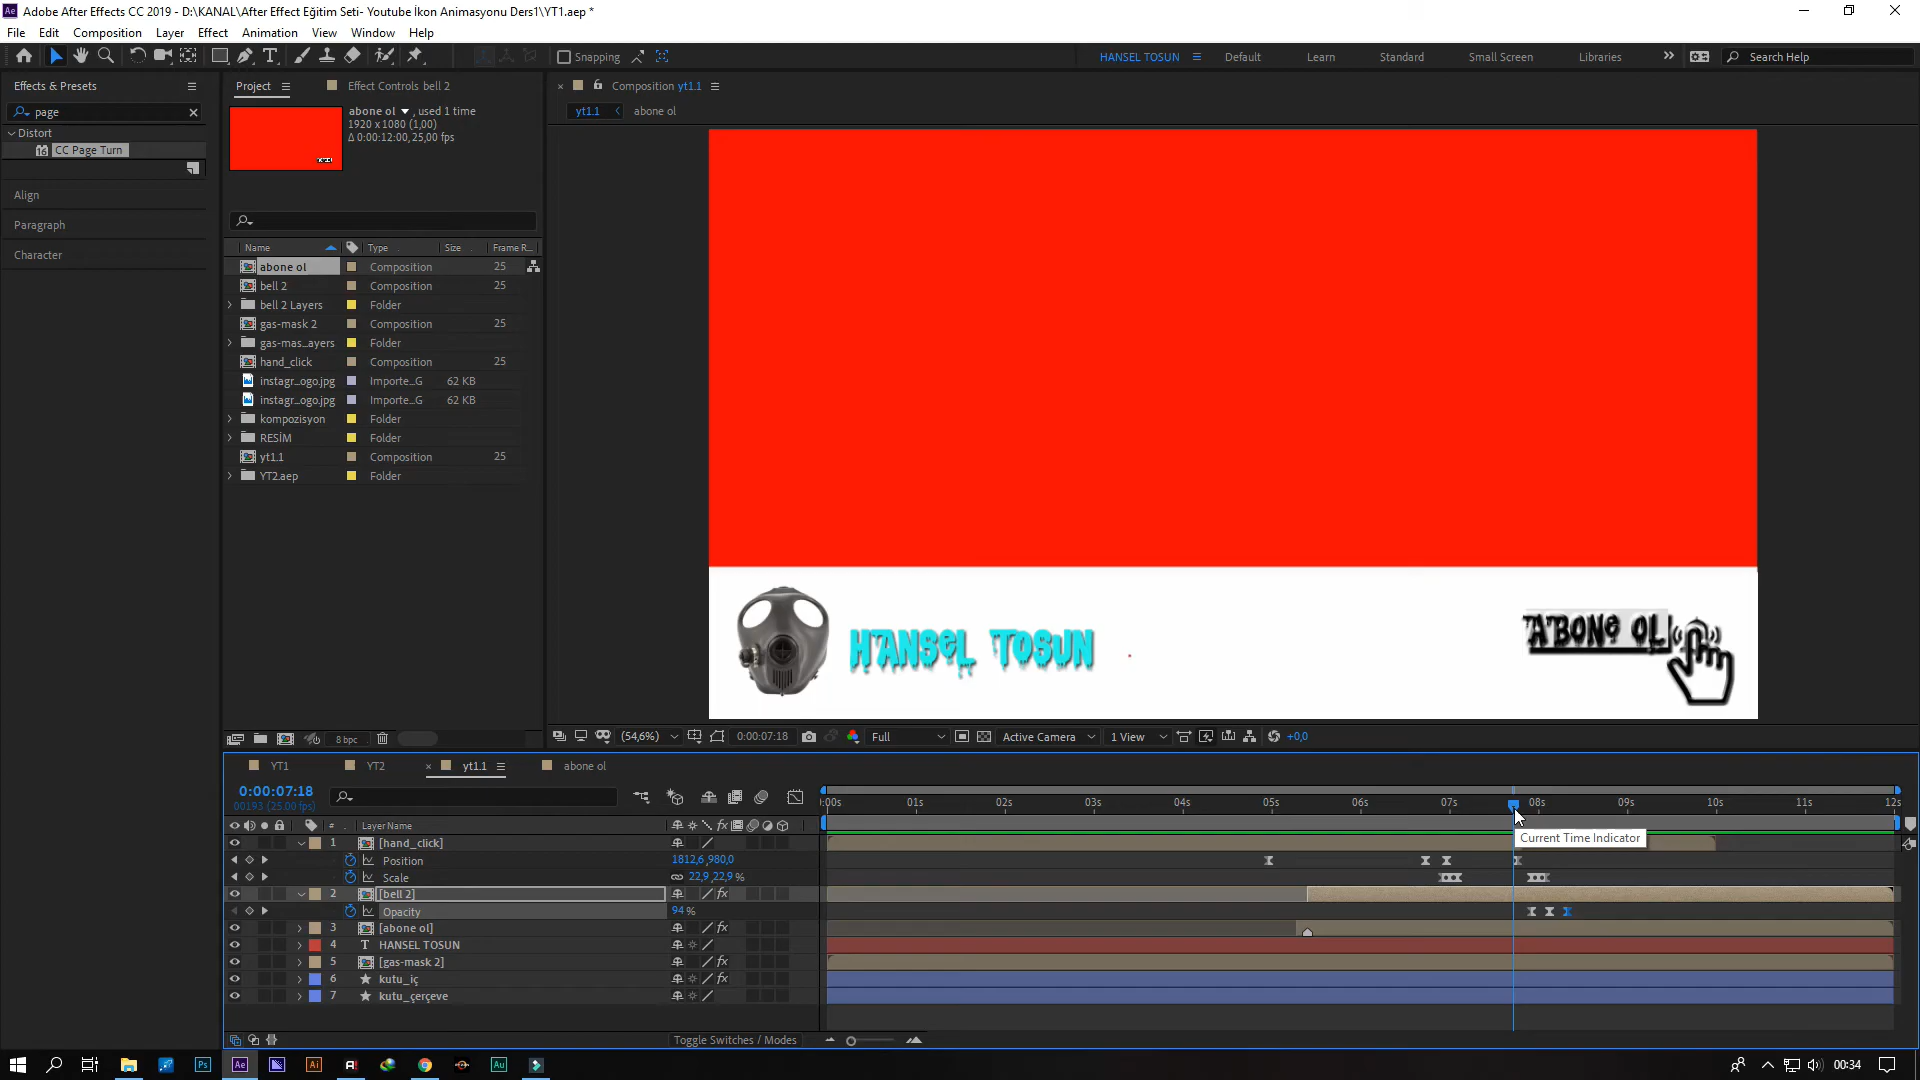 Adobe After Effects CC 2019 - D:\KANAL\After Effect Eğitim Seti- Youtube İkon Animasyonu Ders1\YT1.aep *
File Edit Composition Layer Effect Animation View Window Help
Snapping
HANSEL TOSUN Default Learn Standard Small Screen Libraries Search Help
Effects & Presets
page
Distort
CC Page Turn
Align
Paragraph
Character
Project Effect Controls bell 2
abone ol , used 1 time
1920 x 1080 (1,00)
Δ 0:00:12:00, 25,00 fps
Name Type Size Frame R...
abone ol Composition 25
bell 2 Composition 25
bell 2 Layers Folder
gas-mask 2 Composition 25
gas-mas...ayers Folder
hand_click Composition 25
instagr...ogo.jpg Importe...G 62 KB
instagr...ogo.jpg Importe...G 62 KB
kompozisyon Folder
RESİM Folder
yt1.1 Composition 25
YT2.aep Folder
8 bpc
Composition yt1.1
yt1.1 abone ol
HANSEL TOSUN
ABONE OL
(54,6%) 0:00:07:18 Full Active Camera 1 View +0,0
YT1 YT2 yt1.1 abone ol
0:00:07:18
00193 (25.00 fps)
# Layer Name
:00s 01s 02s 03s 04s 05s 06s 07s 08s 09s 10s 11s 12s
Current Time Indicator
1 [hand_click]
Position 1812,6,980,0
Scale 22,9,22,9%
2 [bell 2]
Opacity 94%
3 [abone ol]
4 T HANSEL TOSUN
5 [gas-mask 2]
6 kutu_iç
7 kutu_çerçeve
Toggle Switches / Modes
00:34